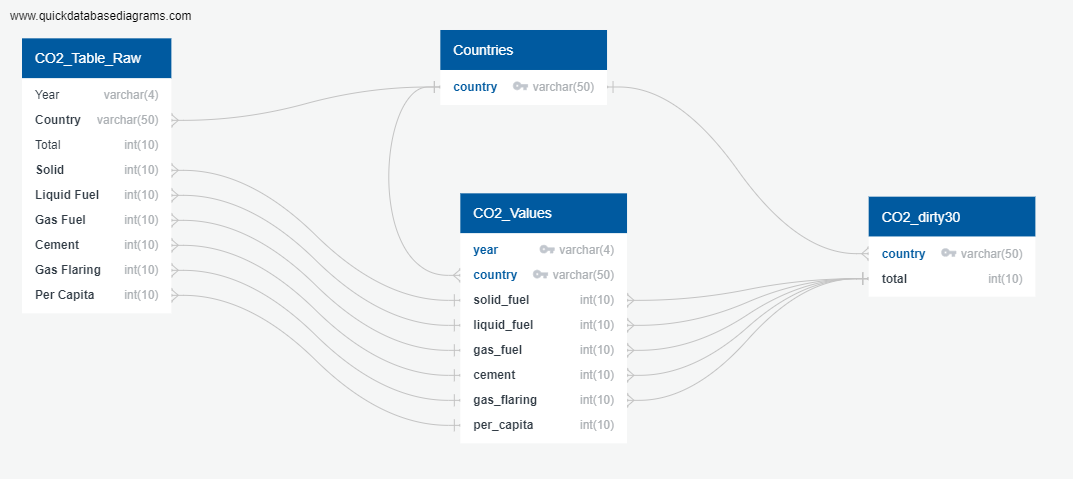 www.quickdatabasediagrams.com
CO2_Table_Raw
Year varchar(4)
Country varchar(50)
Total int(10)
Solid int(10)
Liquid Fuel int(10)
Gas Fuel int(10)
Cement int(10)
Gas Flaring int(10)
Per Capita int(10)
Countries
country varchar(50)
CO2_Values
year varchar(4)
country varchar(50)
solid_fuel int(10)
liquid_fuel int(10)
gas_fuel int(10)
cement int(10)
gas_flaring int(10)
per_capita int(10)
CO2_dirty30
country varchar(50)
total int(10)